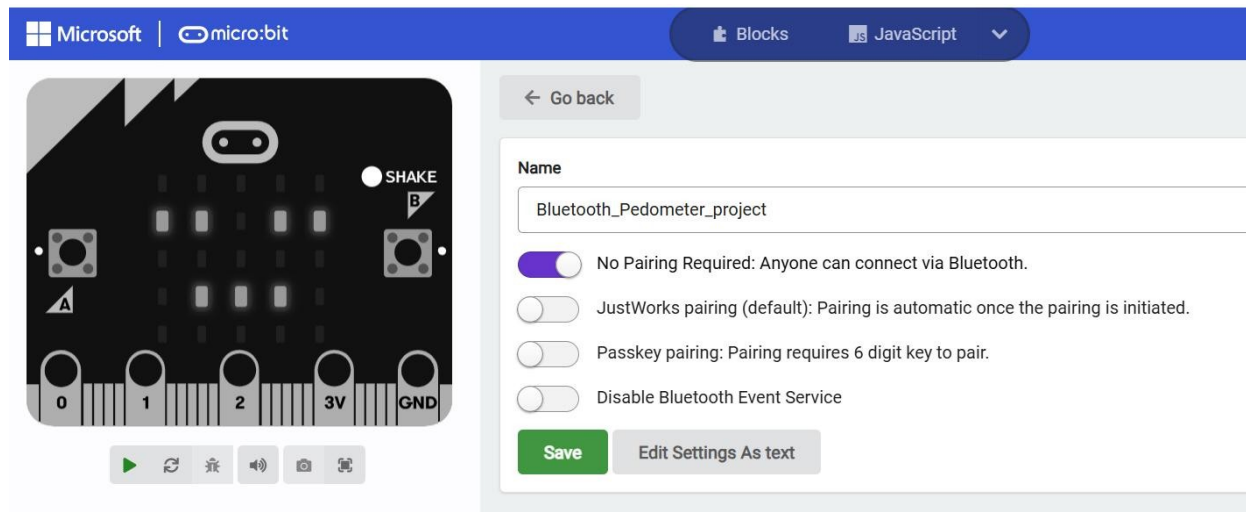 Microsoft micro:bit Blocks JS JavaScript
Go back
SHAKE
B
A
0 1 2 3V GND
Name
Bluetooth_Pedometer_project
No Pairing Required: Anyone can connect via Bluetooth.
JustWorks pairing (default): Pairing is automatic once the pairing is initiated.
Passkey pairing: Pairing requires 6 digit key to pair.
Disable Bluetooth Event Service
Save Edit Settings As text